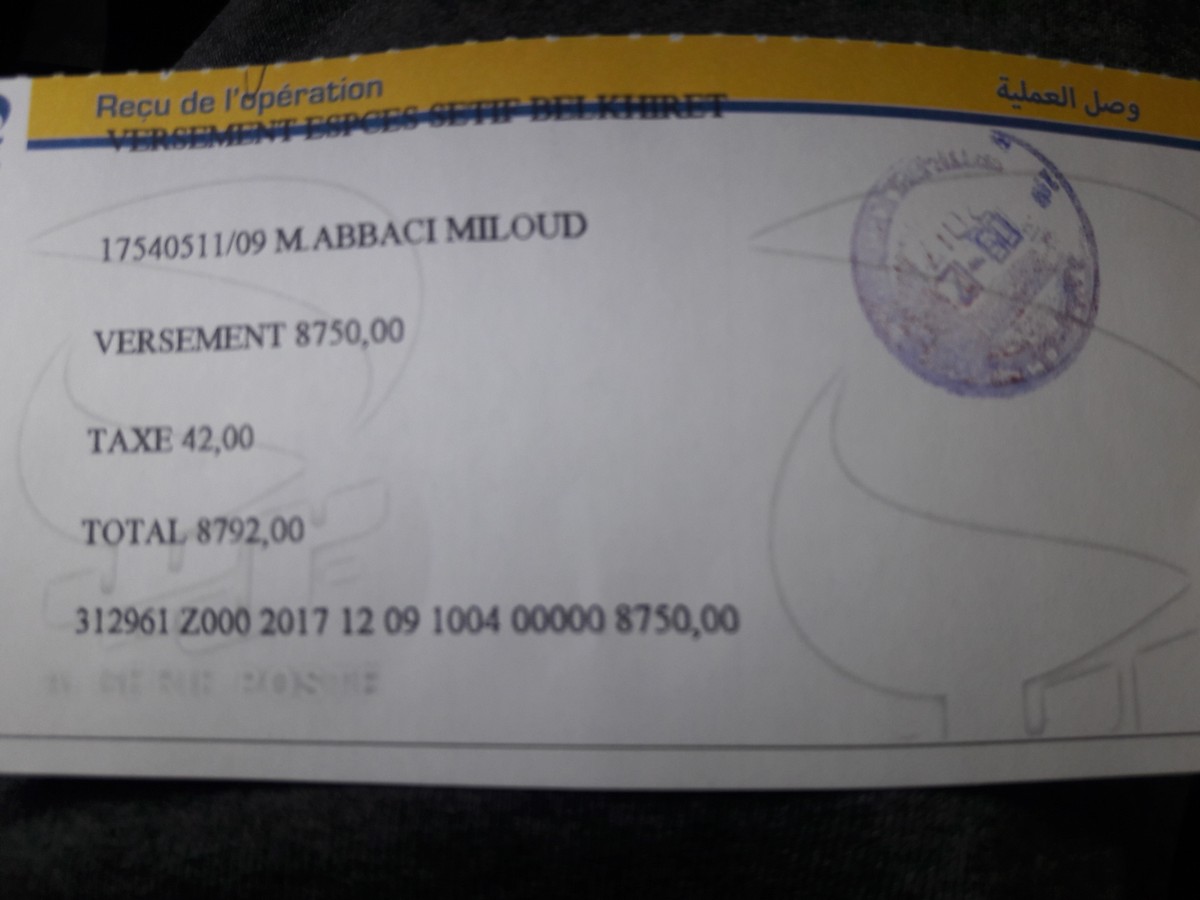 Reçu de l'opération
وصل العملية
VERSEMENT ESPCES SETIF BELKHIRET
17540511/09 M.ABBACI MILOUD
VERSEMENT 8750,00
TAXE 42,00
TOTAL 8792,00
312961 Z000 2017 12 09 1004 00000 8750,00